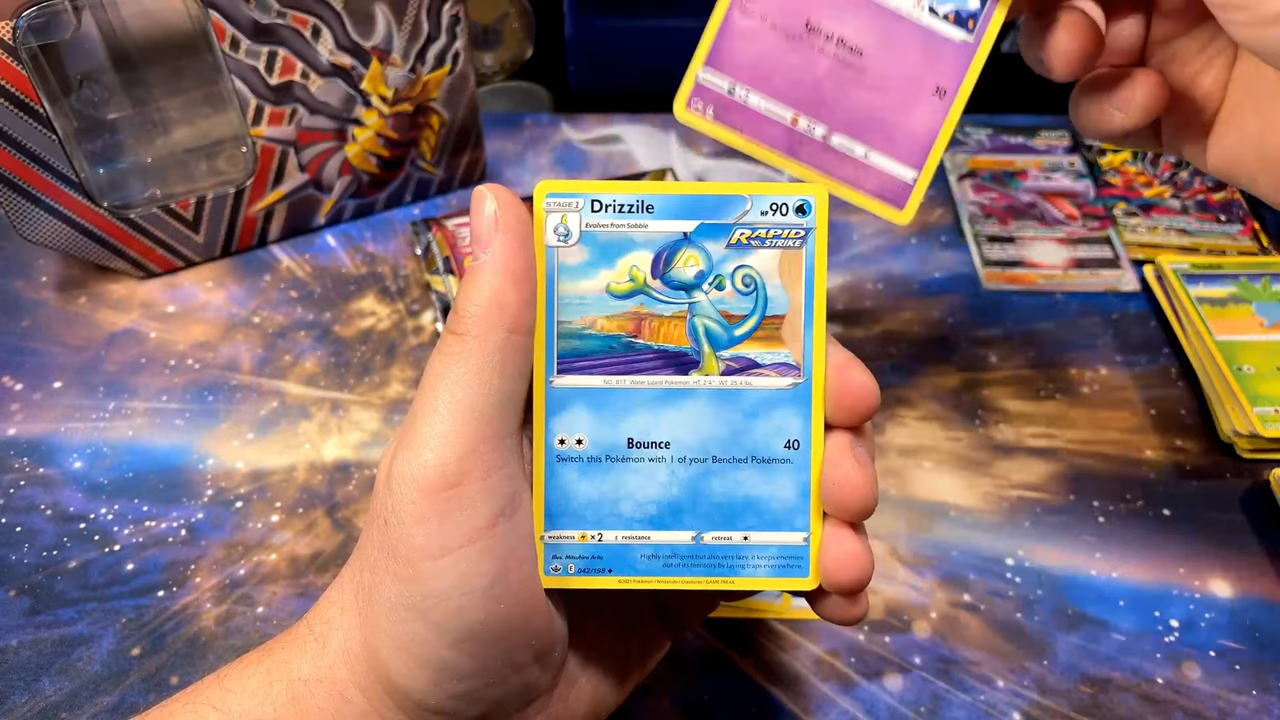 30
STAGE 1
Drizzile
HP 90
Evolves from Sobble
RAPID
STRIKE
NO. 817 Water Lizard Pokémon HT: 2'4" WT: 25.4 lbs.
Bounce 40
Switch this Pokémon with 1 of your Benched Pokémon.
weakness ×2 resistance retreat
Illus. Mitsuhiro Arita
Highly intelligent but also very lazy, it keeps enemies
out of its territory by laying traps everywhere.
E 042/198
©2021 Pokémon / Nintendo / Creatures / GAME FREAK